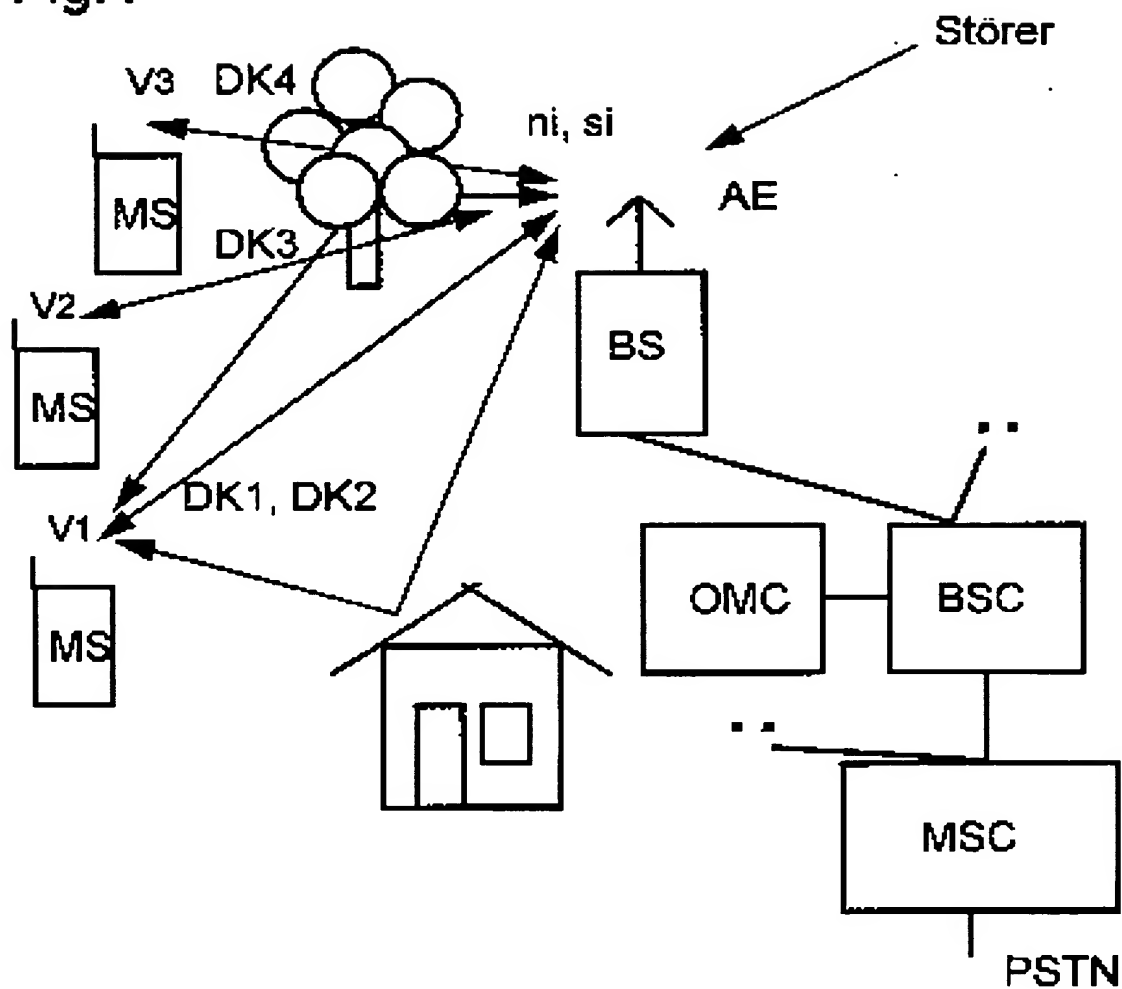 Störer
V3 DK4
ni, si
MS
AE
DK3
V2
BS
MS
DK1, DK2
V1
OMC
BSC
MS
MSC
PSTN